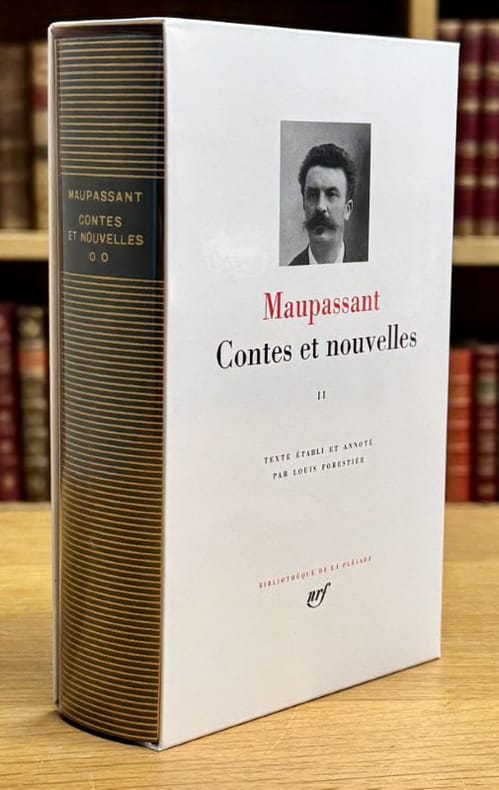 MAUPASSANT
CONTES
ET NOUVELLES
○ ○
Maupassant
Contes et nouvelles
II
TEXTE ÉTABLI ET ANNOTÉ
PAR LOUIS FORESTIER
BIBLIOTHÈQUE DE LA PLÉIADE
nrf